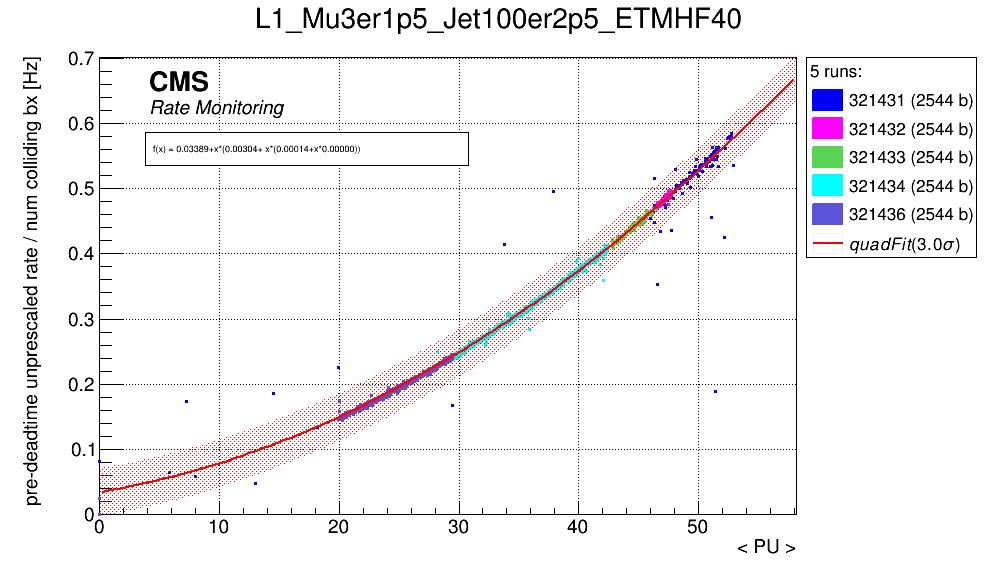 L1_Mu3er1p5_Jet100er2p5_ETMHF40
pre-deadtime unprescaled rate / num colliding bx [Hz]
0.7
0.6
0.5
0.4
0.3
0.2
0.1
0
CMS
Rate Monitoring
f(x) = 0.03389+x*(0.00304+ x*(0.00014+x*0.00000))
0 10 20 30 40 50
< PU >
5 runs:
321431 (2544 b)
321432 (2544 b)
321433 (2544 b)
321434 (2544 b)
321436 (2544 b)
quadFit(3.0σ)